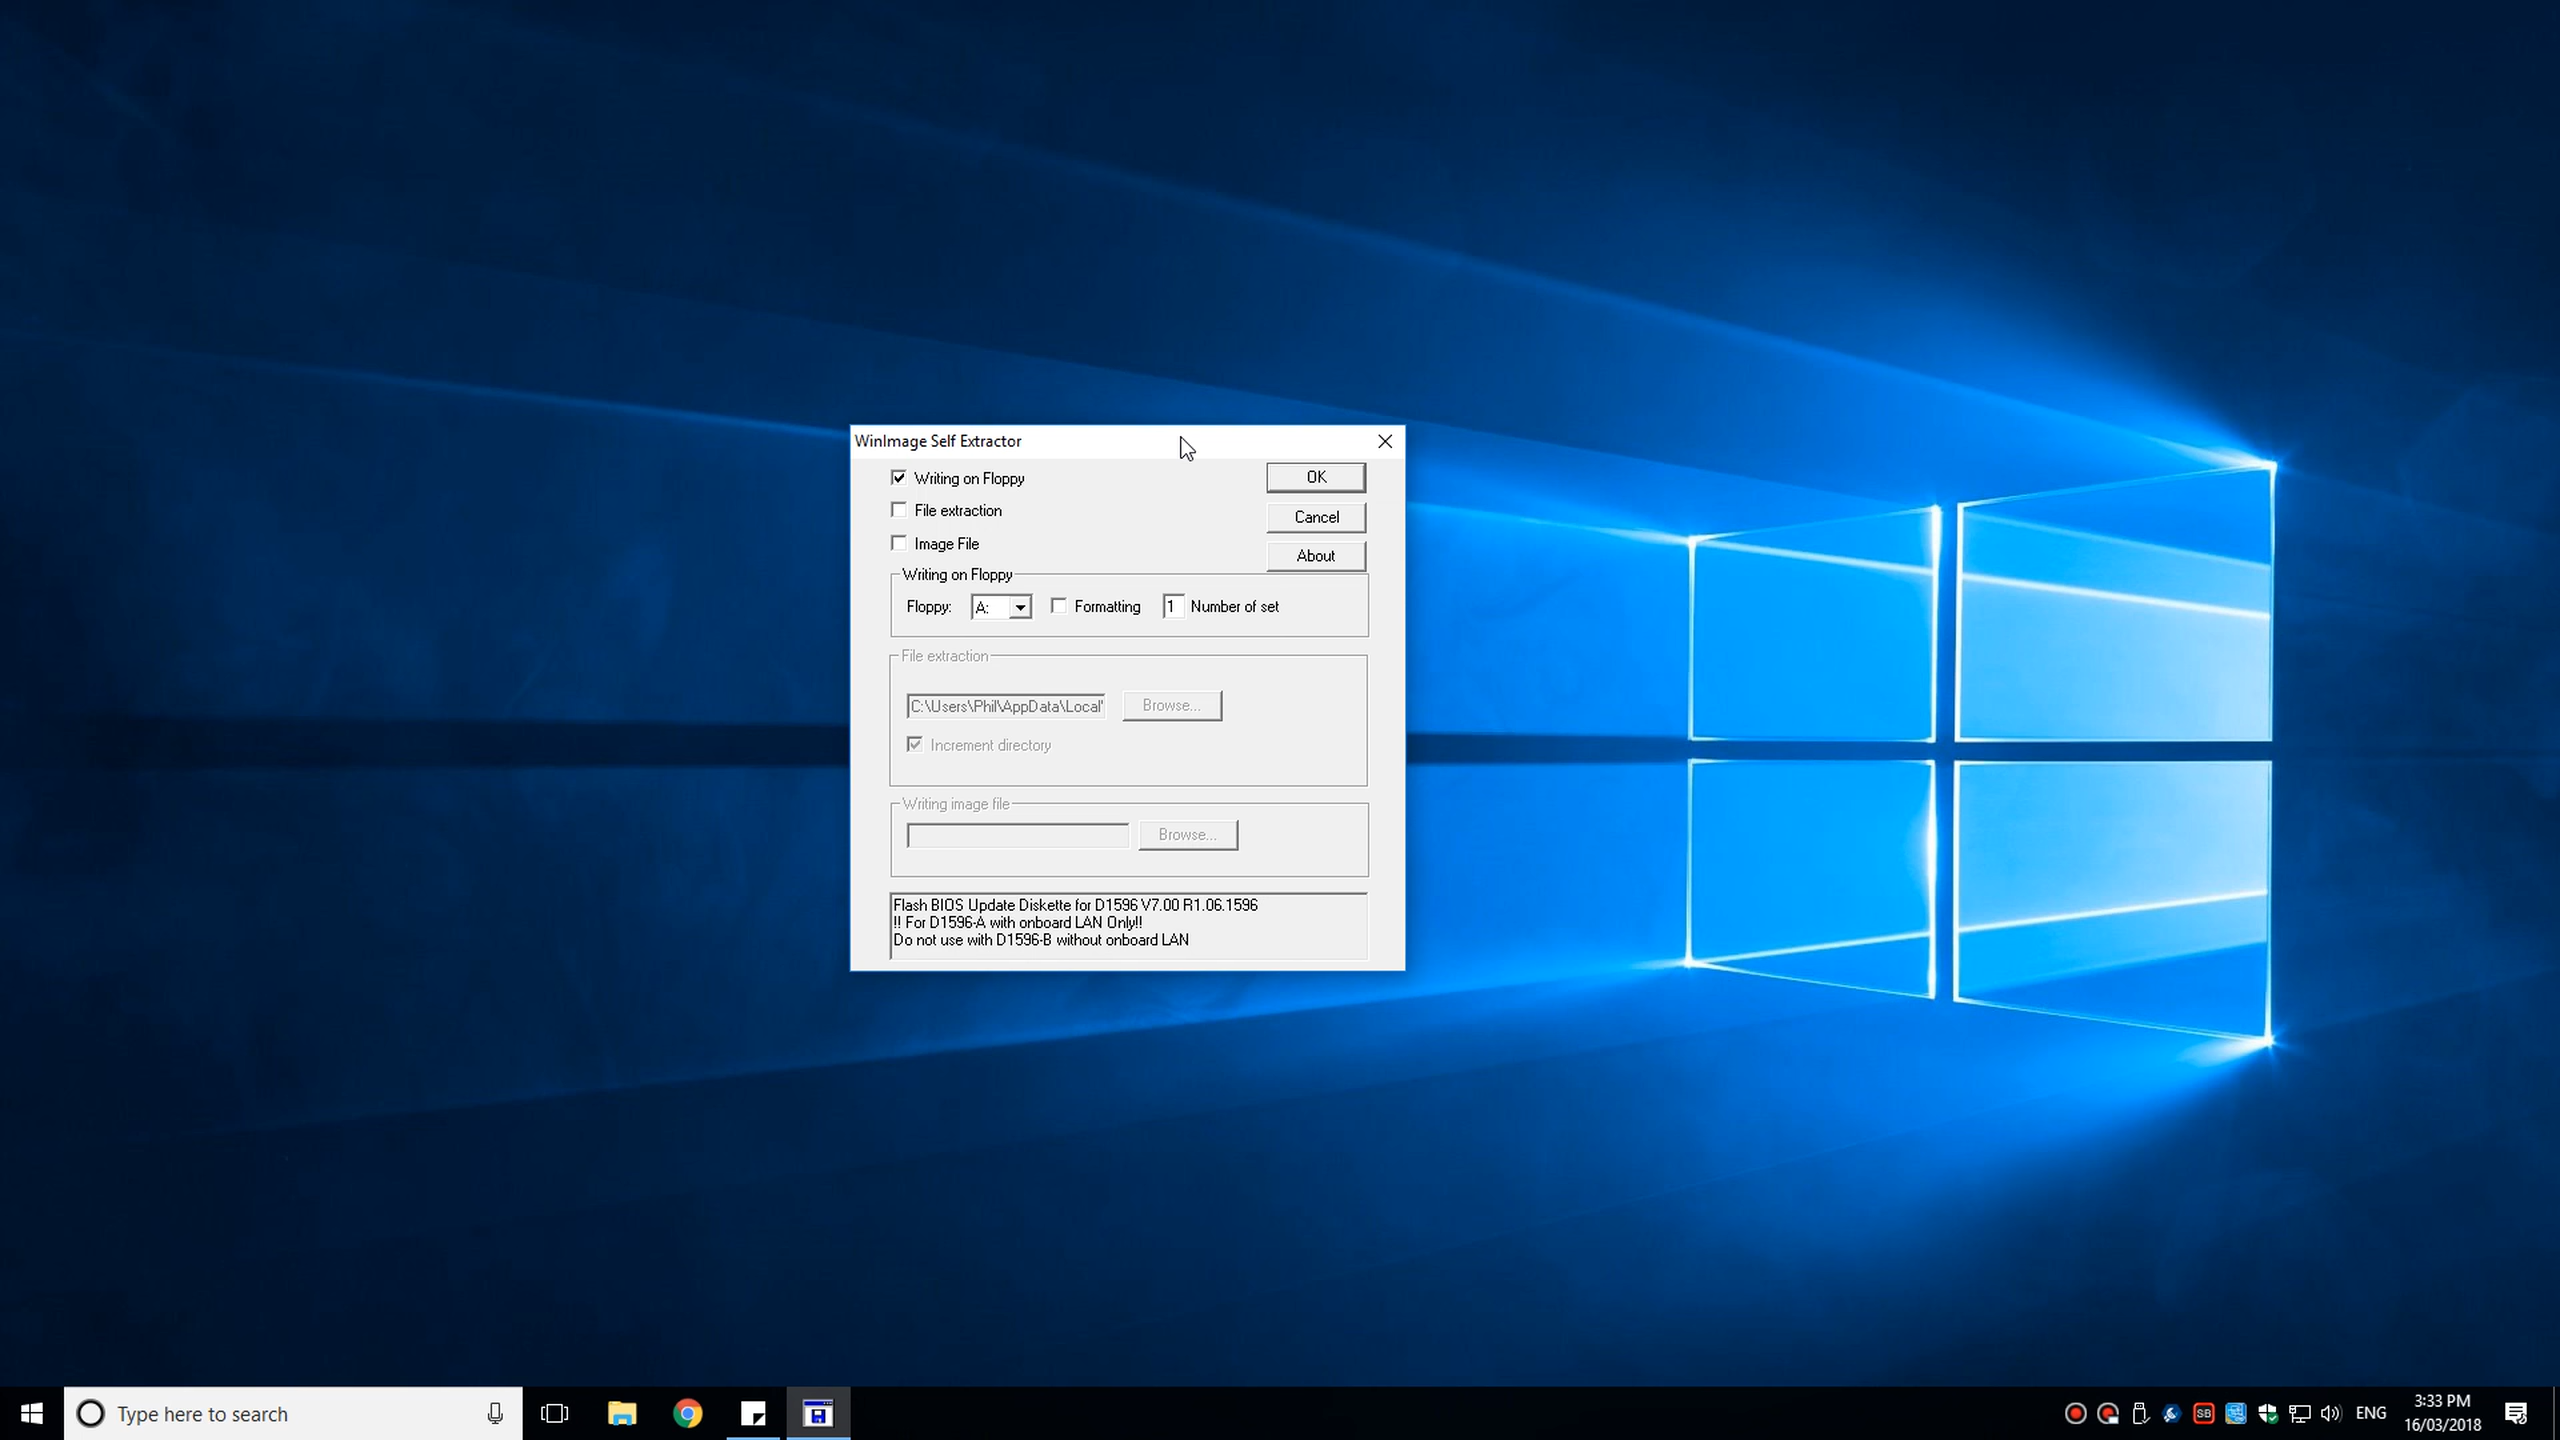 WinImage Self Extractor
Writing on Floppy
OK
File extraction
Cancel
Image File
About
Writing on Floppy
Floppy: A: Formatting 1 Number of set
File extraction
C:\Users\Phil\AppData\Local\ Browse...
Increment directory
Writing image file
Browse...
Flash BIOS Update Diskette for D1596 V7.00 R1.06.1596
!! For D1596-A with onboard LAN Only!!
Do not use with D1596-B without onboard LAN
Type here to search
SB
ENG
3:33 PM
16/03/2018